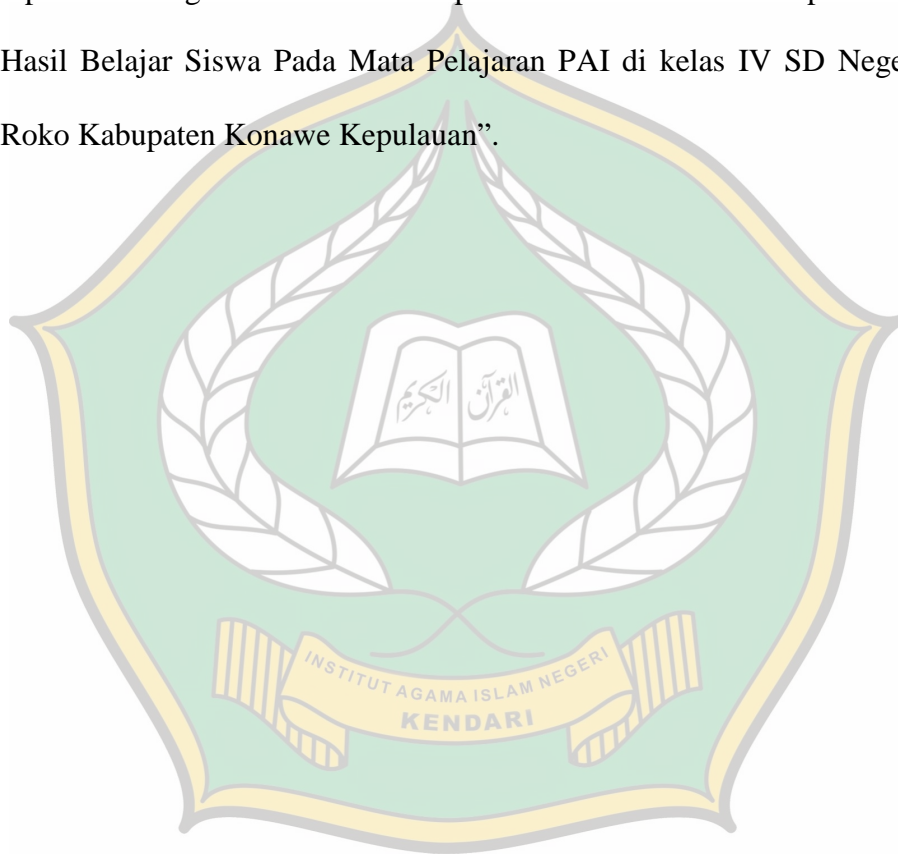 Hasil Belajar Siswa Pada Mata Pelajaran PAI di kelas IV SD
Roko Kabupaten Konawe Kepulauan”.
القرآن الكريم
INSTITUT AGAMA ISLAM NEGERI
KENDARI